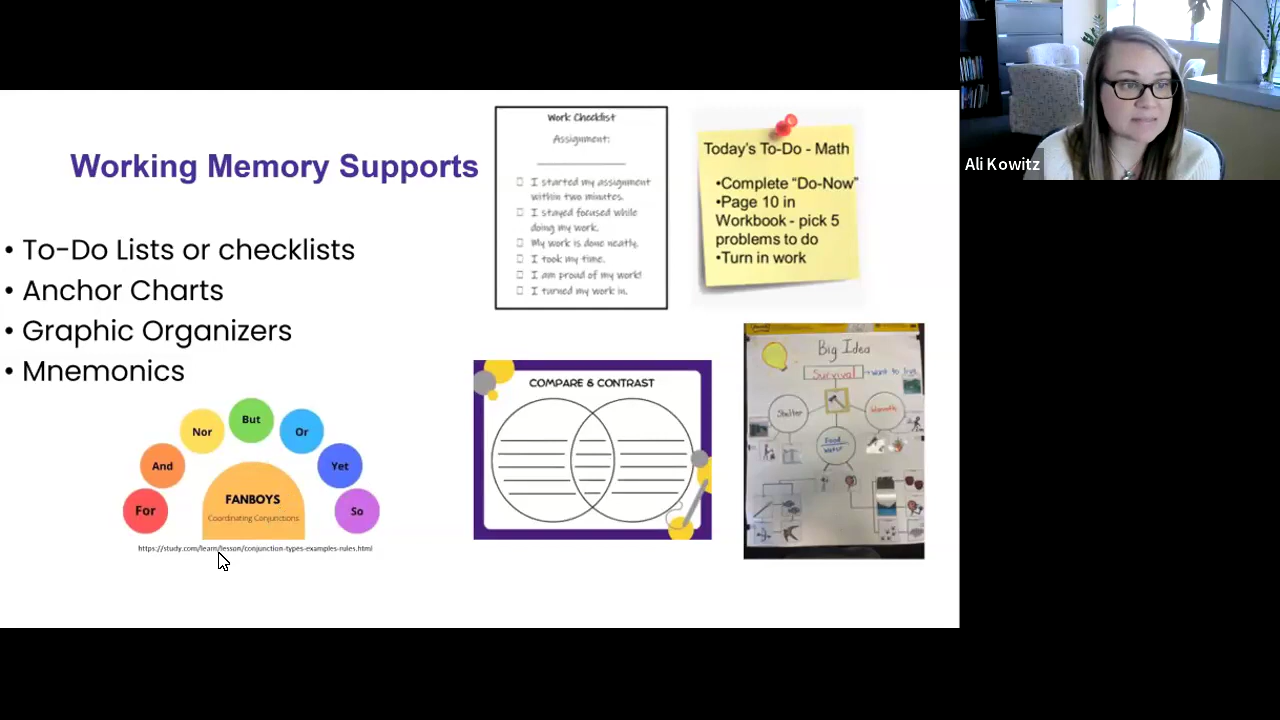 Working Memory Supports
• To-Do Lists or checklists
• Anchor Charts
• Graphic Organizers
• Mnemonics
For
And
Nor
But
Or
Yet
So
FANBOYS
Coordinating Conjunctions
https://study.com/learn/lesson/conjunction-types-examples-rules.html
Work Checklist
Assignment:
I started my assignment
within two minutes.
I stayed focused while
doing my work.
My work is done neatly.
I took my time.
I am proud of my work!
I turned my work in.
Today's To-Do - Math
•Complete “Do-Now”
•Page 10 in
Workbook - pick 5
problems to do
•Turn in work
COMPARE & CONTRAST
Big Idea
Survival
want to live
Shelter
Warmth
Food
Water
Ali Kowitz